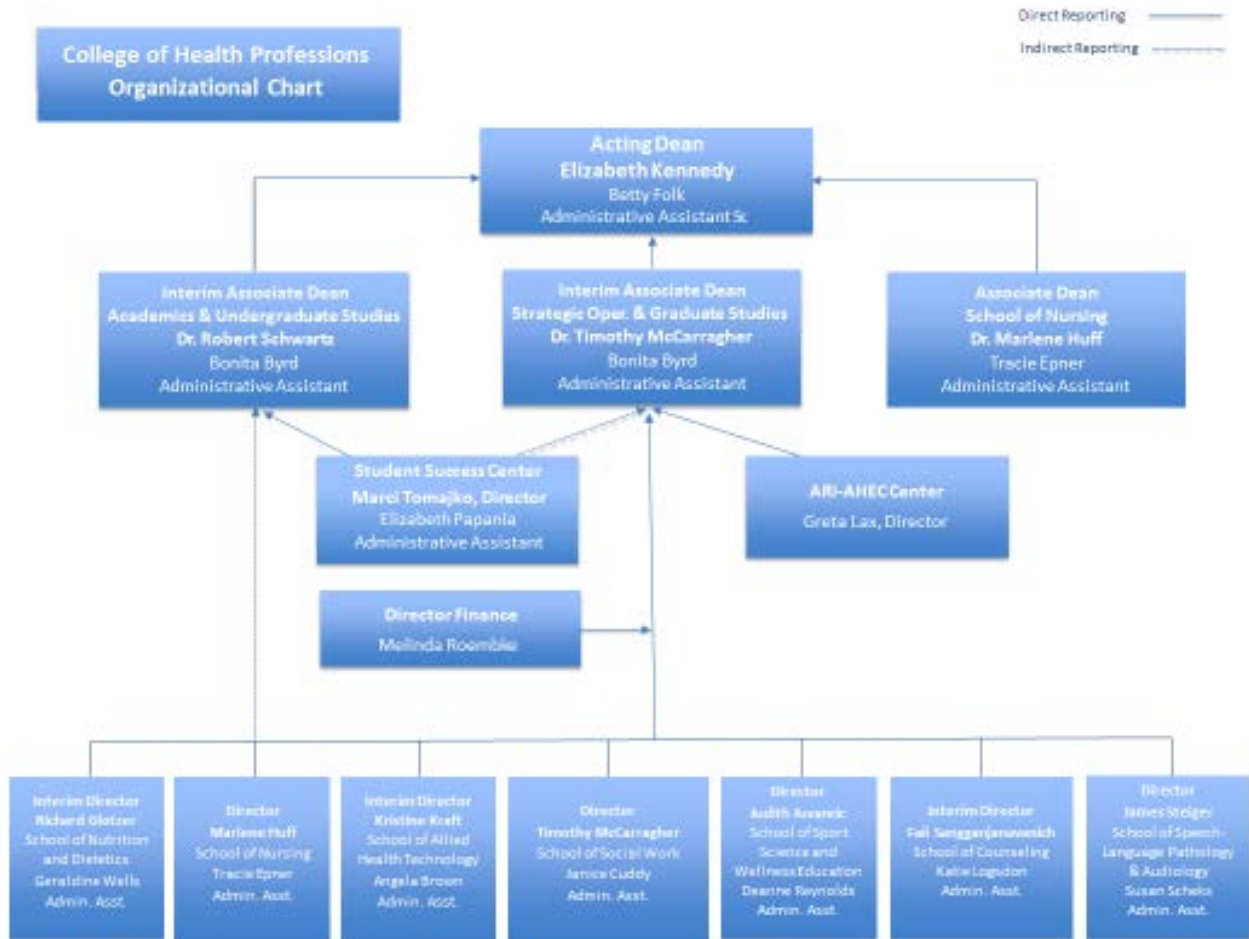 Direct Reporting
Indirect Reporting
College of Health Professions
Organizational Chart
Acting Dean
Elizabeth Kennedy
Betty Folk
Administrative Assistant Sr.
Interim Associate Dean
Academics & Undergraduate Studies
Dr. Robert Schwartz
Bonita Byrd
Administrative Assistant
Interim Associate Dean
Strategic Oper. & Graduate Studies
Dr. Timothy McCarragher
Bonita Byrd
Administrative Assistant
Associate Dean
School of Nursing
Dr. Marlene Huff
Tracie Epner
Administrative Assistant
Student Success Center
Marci Tomajko, Director
Elizabeth Papania
Administrative Assistant
ARI-AHEC Center
Greta Lax, Director
Director Finance
Melinda Roembke
Interim Director
Richard Glotzer
School of Nutrition
and Dietetics
Geraldine Wells
Admin. Asst.
Director
Marlene Huff
School of Nursing
Tracie Epner
Admin. Asst.
Interim Director
Kristine Kraft
School of Allied
Health Technology
Angela Brown
Admin. Asst.
Director
Timothy McCarragher
School of Social Work
Janice Cuddy
Admin. Asst.
Director
Judith
School of Sport
Science and
Wellness Education
Deanne Reynolds
Admin. Asst.
Interim Director
School of Counseling
Katie Logsdon
Admin. Asst.
Director
James Steiger
School of Speech-
Language Pathology
& Audiology
Susan
Admin. Asst.